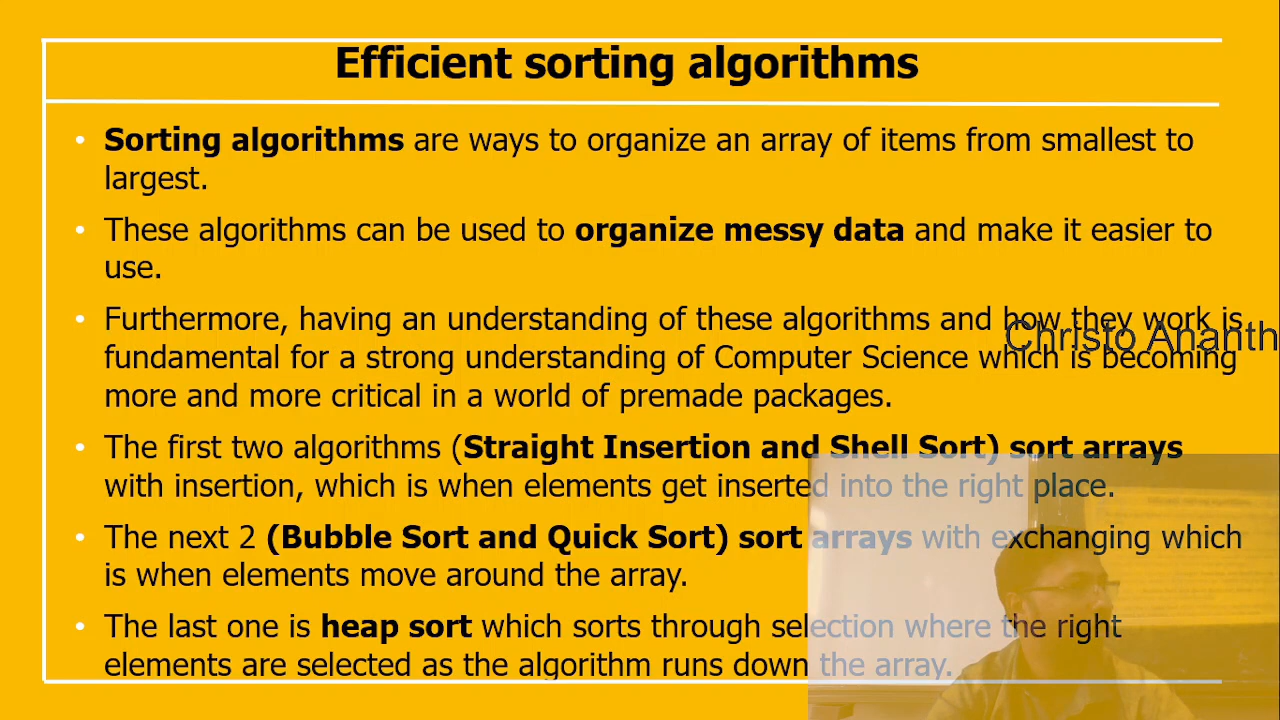 Efficient sorting algorithms
• Sorting algorithms are ways to organize an array of items from smallest to
largest.
• These algorithms can be used to organize messy data and make it easier to
use.
• Furthermore, having an understanding of these algorithms and how they work is
fundamental for a strong understanding of Computer Science which is becoming
more and more critical in a world of premade packages.
Christo Ananth
• The first two algorithms (Straight Insertion and Shell Sort) sort arrays
with insertion, which is when elements get inserted into the right place.
• The next 2 (Bubble Sort and Quick Sort) sort arrays with exchanging which
is when elements move around the array.
• The last one is heap sort which sorts through selection where the right
elements are selected as the algorithm runs down the array.